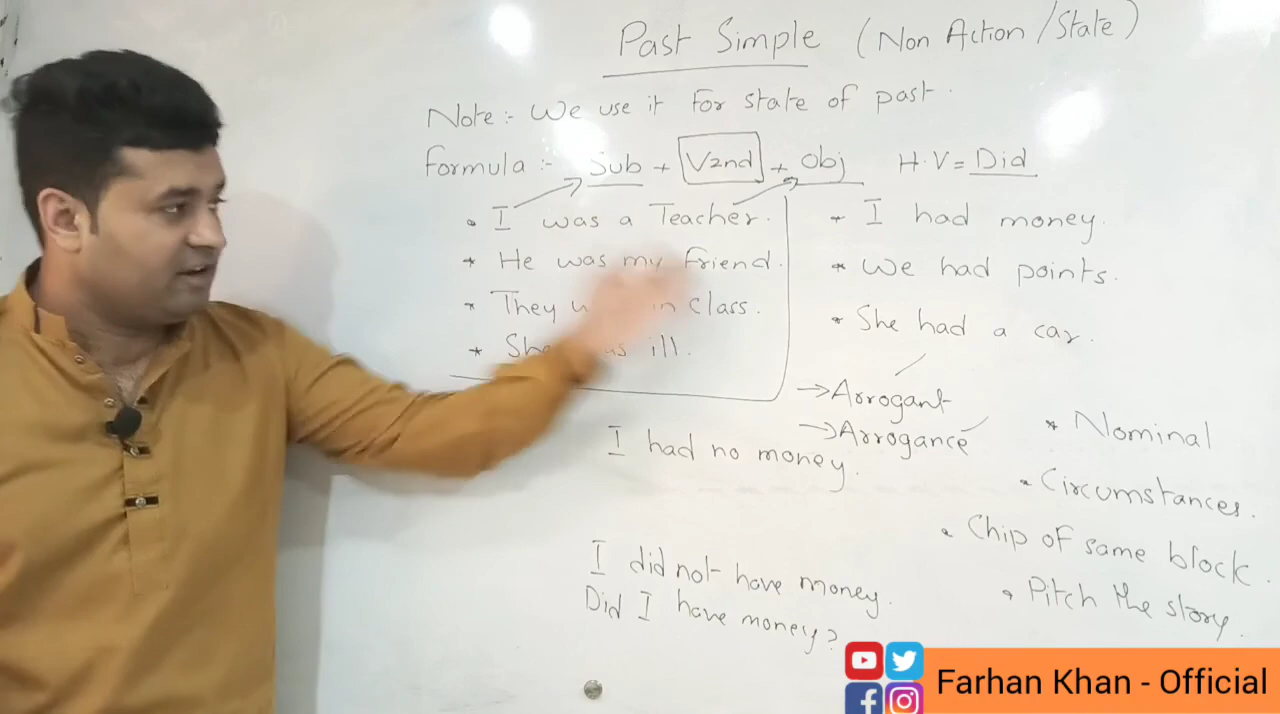 Past Simple (Non Action/State)
Note:- We use it for state of past.
formula:- Sub + V2nd + Obj H.V= Did
• I was a Teacher.
* He was my friend.
* They in class.
* She ill.
* I had money.
* We had points.
* She had a car.
→Arrogant
→Arrogance
I had no money.
* Nominal
• Circumstances.
• Chip of same block.
• Pitch the story.
I did not have money.
Did I have money?
Farhan Khan - Official